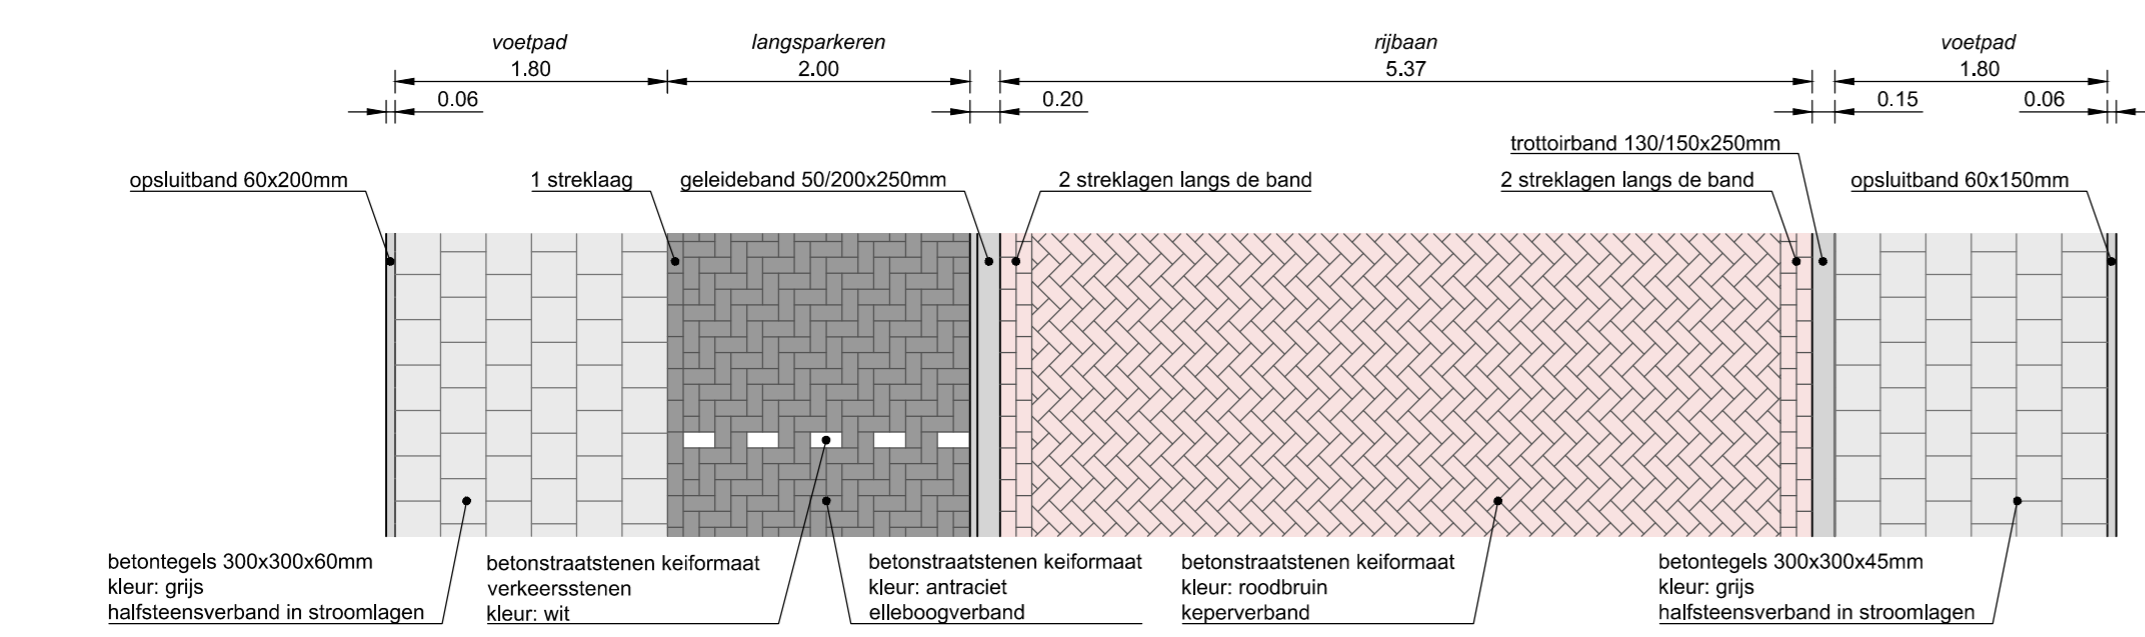 voetpad
langsparkeren
rijbaan
voetpad
1.80
2.00
5.37
1.80
0.06
0.20
0.15
0.06
trottoirband 130/150x250mm
opsluitband 60x200mm
1 streklaag
geleideband 50/200x250mm
2 streklagen langs de band
2 streklagen langs de band
opsluitband 60x150mm
betontegels 300x300x60mm
kleur: grijs
halfsteensverband in stroomlagen
betonstraatstenen keiformaat
verkeersstenen
kleur: wit
betonstraatstenen keiformaat
kleur: antraciet
elleboogverband
betonstraatstenen keiformaat
kleur: roodbruin
keperverband
betontegels 300x300x45mm
kleur: grijs
halfsteensverband in stroomlagen